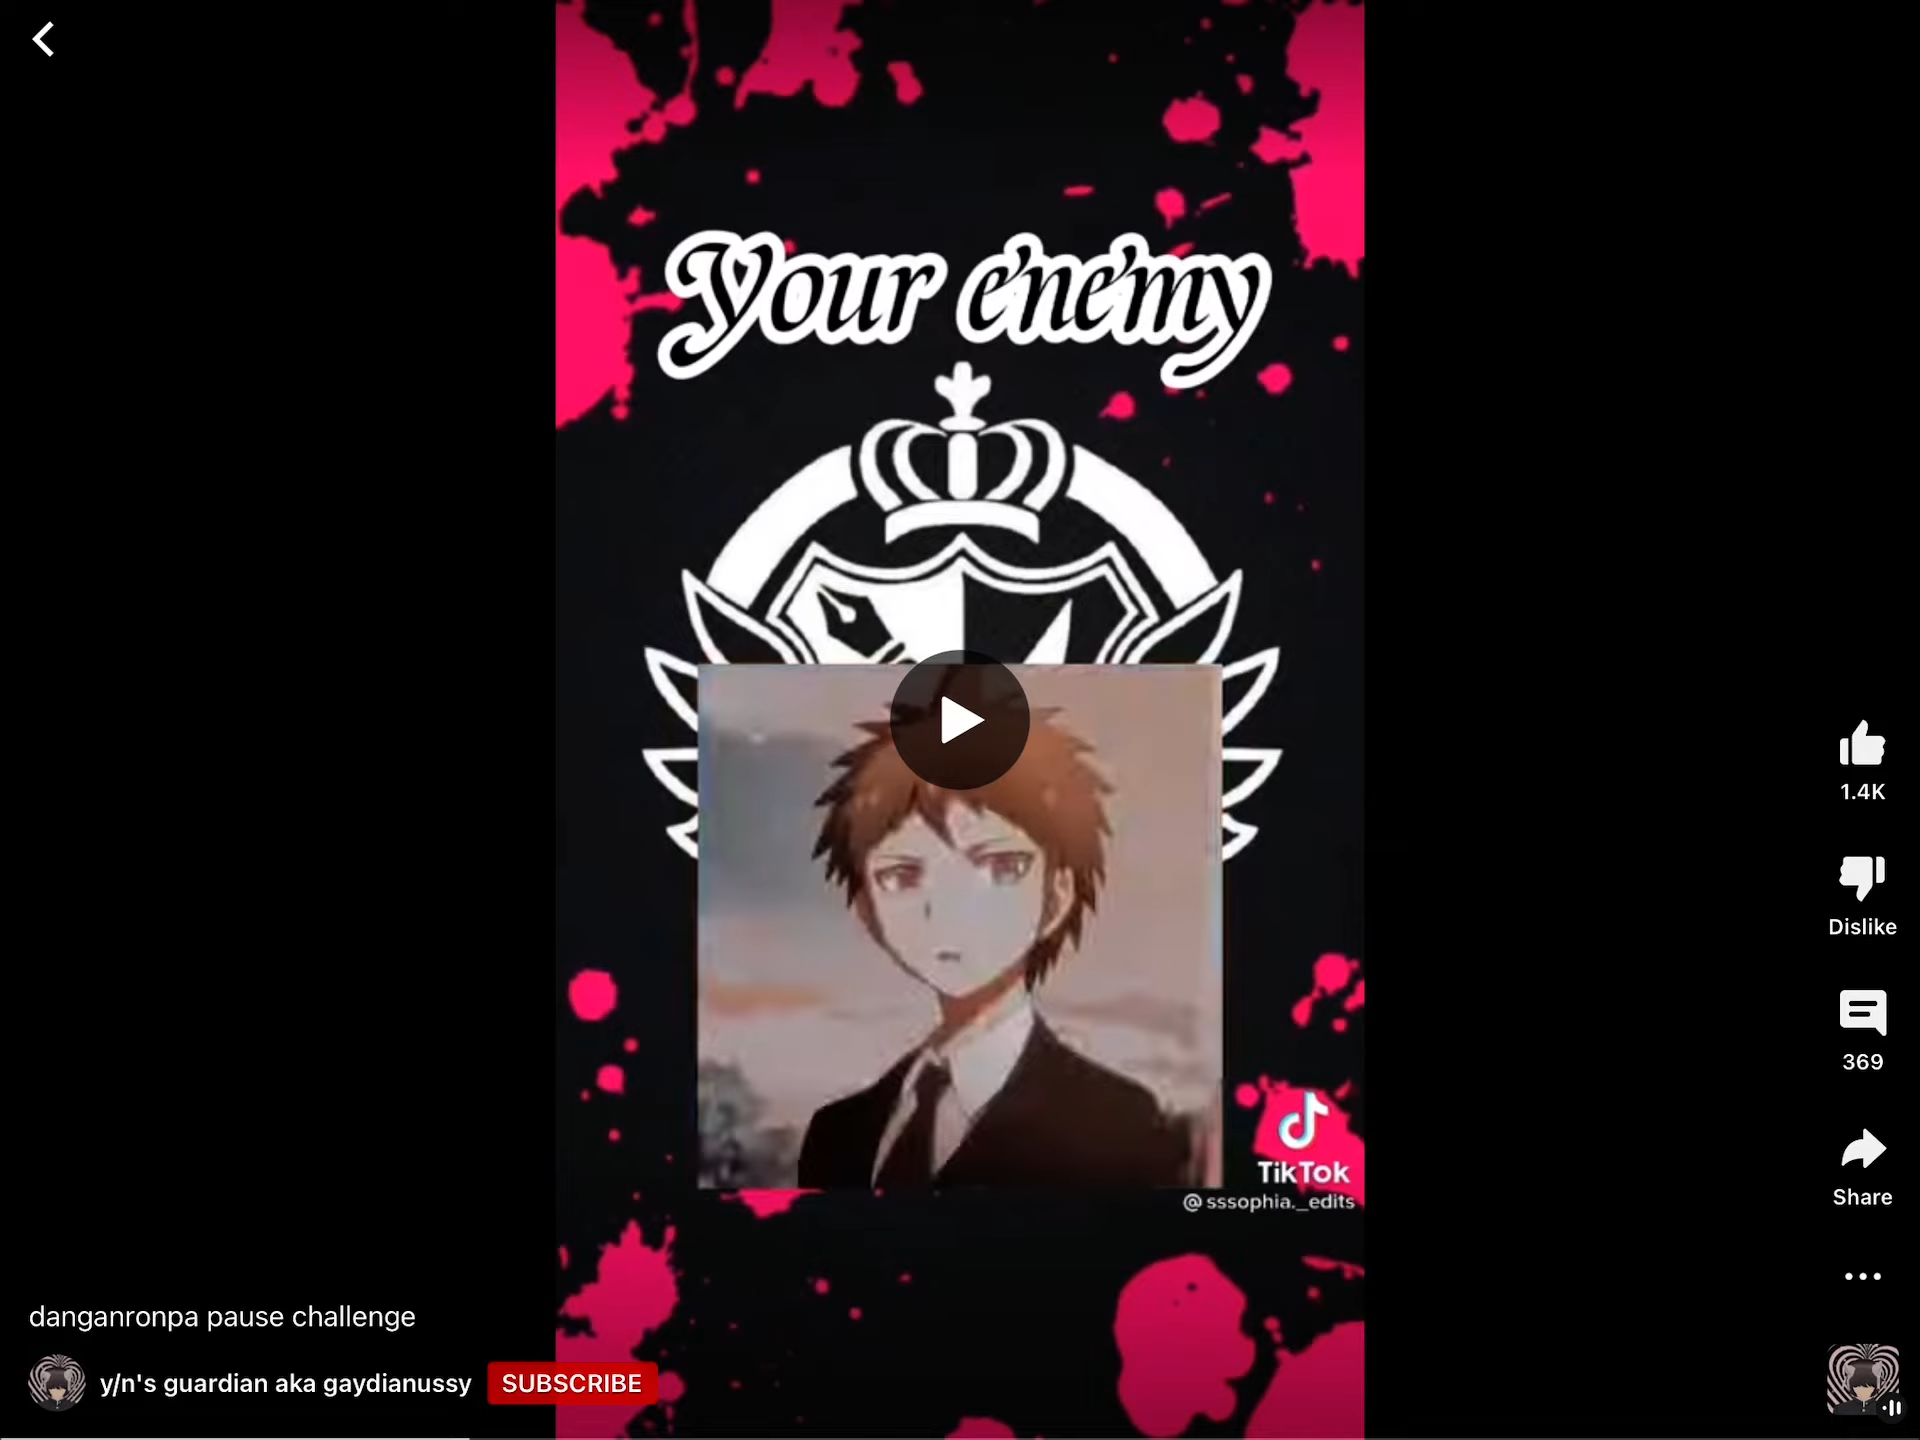 Your enemy
1.4K
Dislike
369
TikTok
Share
@sssophia._edits
danganronpa pause challenge
y/n's guardian aka gaydianussy
SUBSCRIBE